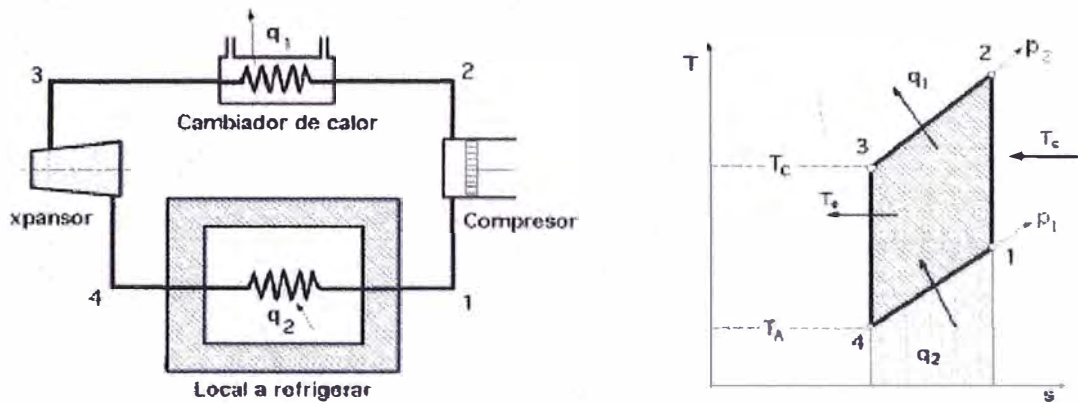 q1
3
2
Cambiador de calor
xpansor
Compresor
4
1
q2
Local a refrigerar
T
2
p2
q1
Tc
3
TC
Te
p1
1
TA
4
q2
s